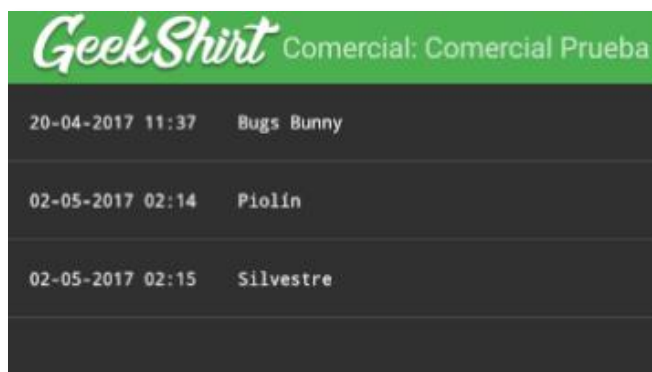 GeekShirt Comercial: Comercial Prueba
20-04-2017 11:37 Bugs Bunny
02-05-2017 02:14 Piolín
02-05-2017 02:15 Silvestre